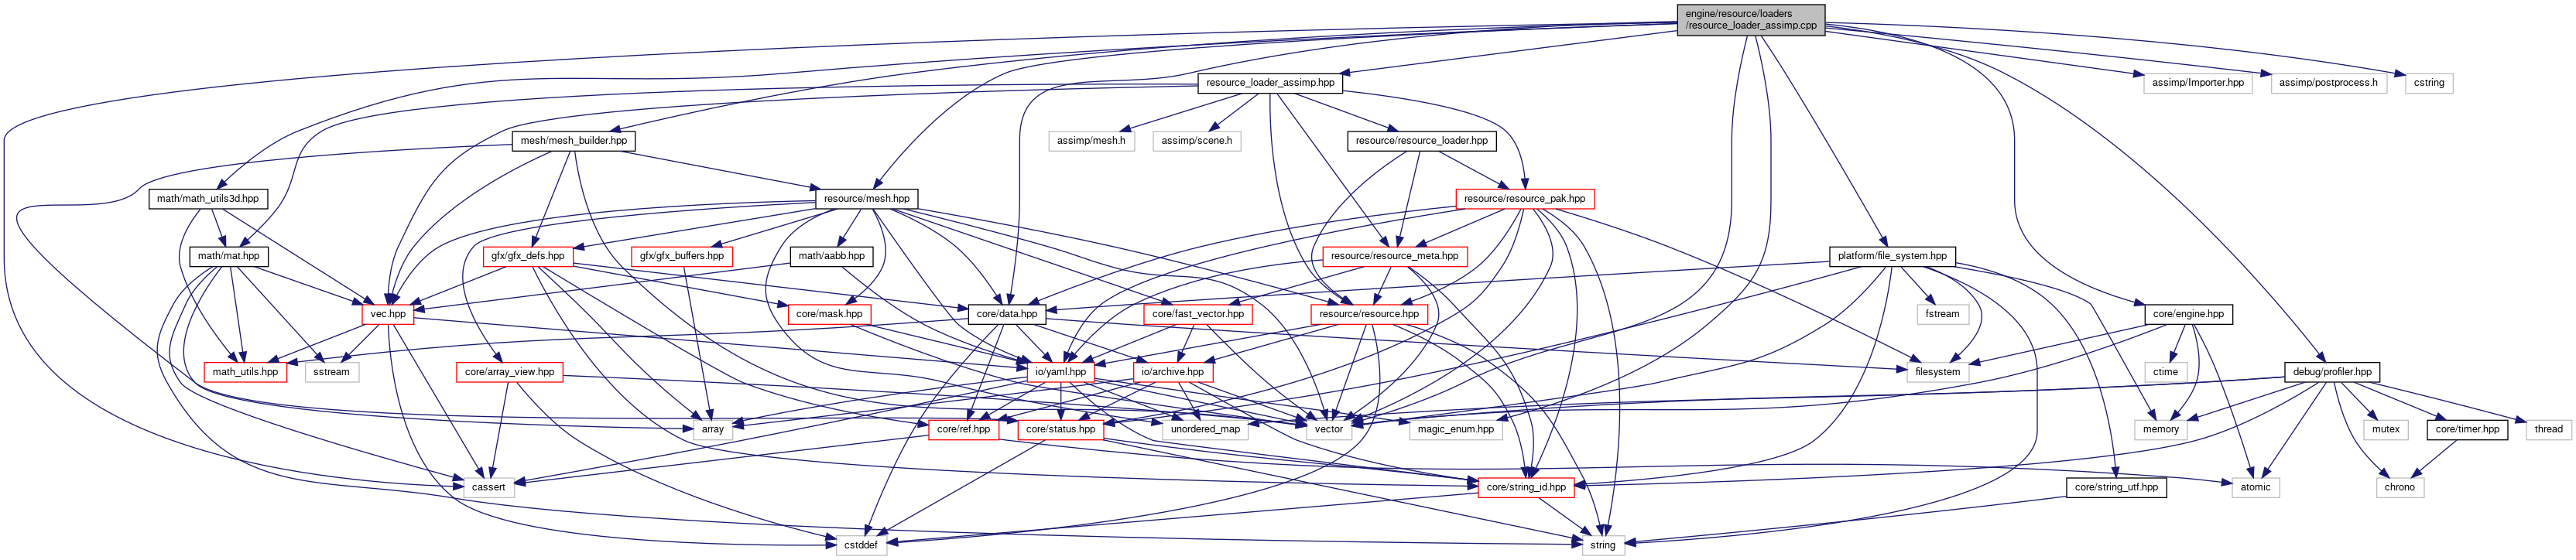 engine/resource/loaders
/resource_loader_assimp.cpp
resource_loader_assimp.hpp
assimp/Importer.hpp
assimp/postprocess.h
cstring
mesh/mesh_builder.hpp
assimp/mesh.h
assimp/scene.h
resource/resource_loader.hpp
math/math_utils3d.hpp
resource/mesh.hpp
resource/resource_pak.hpp
math/mat.hpp
gfx/gfx_defs.hpp
gfx/gfx_buffers.hpp
math/aabb.hpp
resource/resource_meta.hpp
platform/file_system.hpp
vec.hpp
core/mask.hpp
core/data.hpp
core/fast_vector.hpp
resource/resource.hpp
fstream
core/engine.hpp
math_utils.hpp
sstream
core/array_view.hpp
io/yaml.hpp
io/archive.hpp
filesystem
ctime
debug/profiler.hpp
array
core/ref.hpp
core/status.hpp
unordered_map
vector
magic_enum.hpp
memory
mutex
core/timer.hpp
thread
cassert
core/string_id.hpp
core/string_utf.hpp
atomic
chrono
cstddef
string